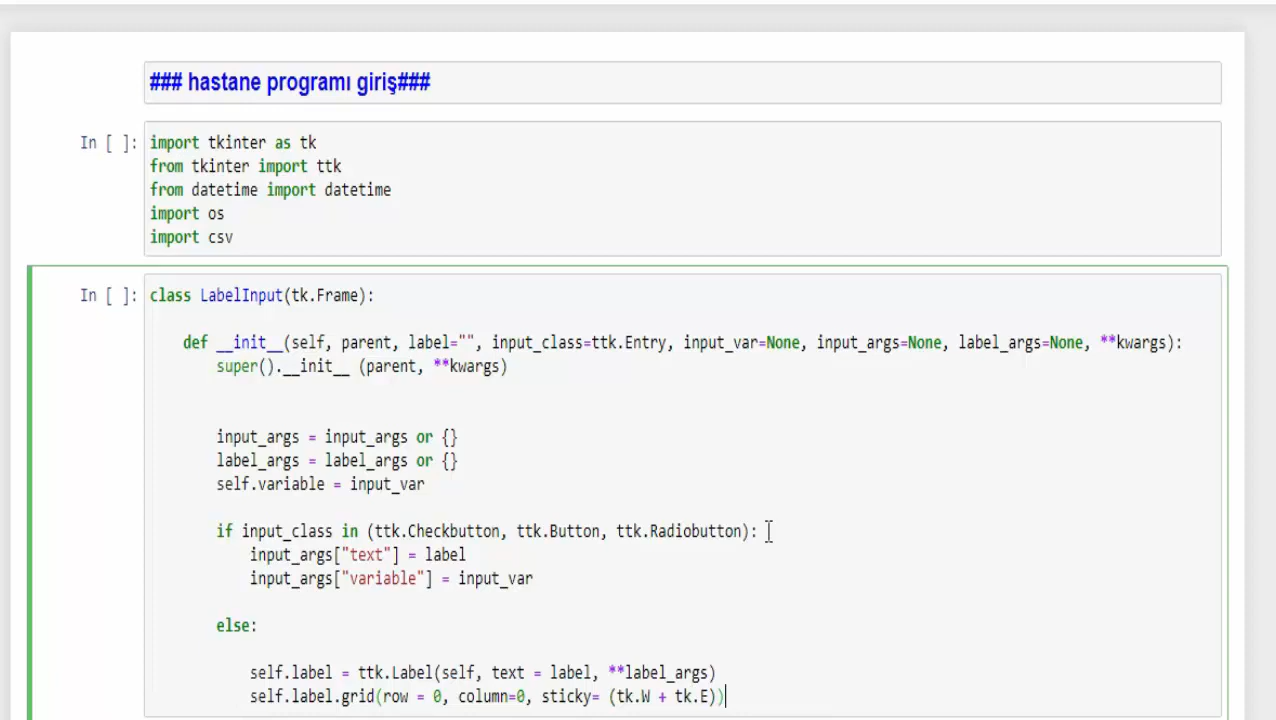 ### hastane programı giriş###
In [ ]:
import tkinter as tk
from tkinter import ttk
from datetime import datetime
import os
import csv
In [ ]:
class LabelInput(tk.Frame):
def __init__(self, parent, label="", input_class=ttk.Entry, input_var=None, input_args=None, label_args=None, **kwargs):
super().__init__ (parent, **kwargs)
input_args = input_args or {}
label_args = label_args or {}
self.variable = input_var
if input_class in (ttk.Checkbutton, ttk.Button, ttk.Radiobutton):
input_args["text"] = label
input_args["variable"] = input_var
else:
self.label = ttk.Label(self, text = label, **label_args)
self.label.grid(row = 0, column=0, sticky= (tk.W + tk.E))